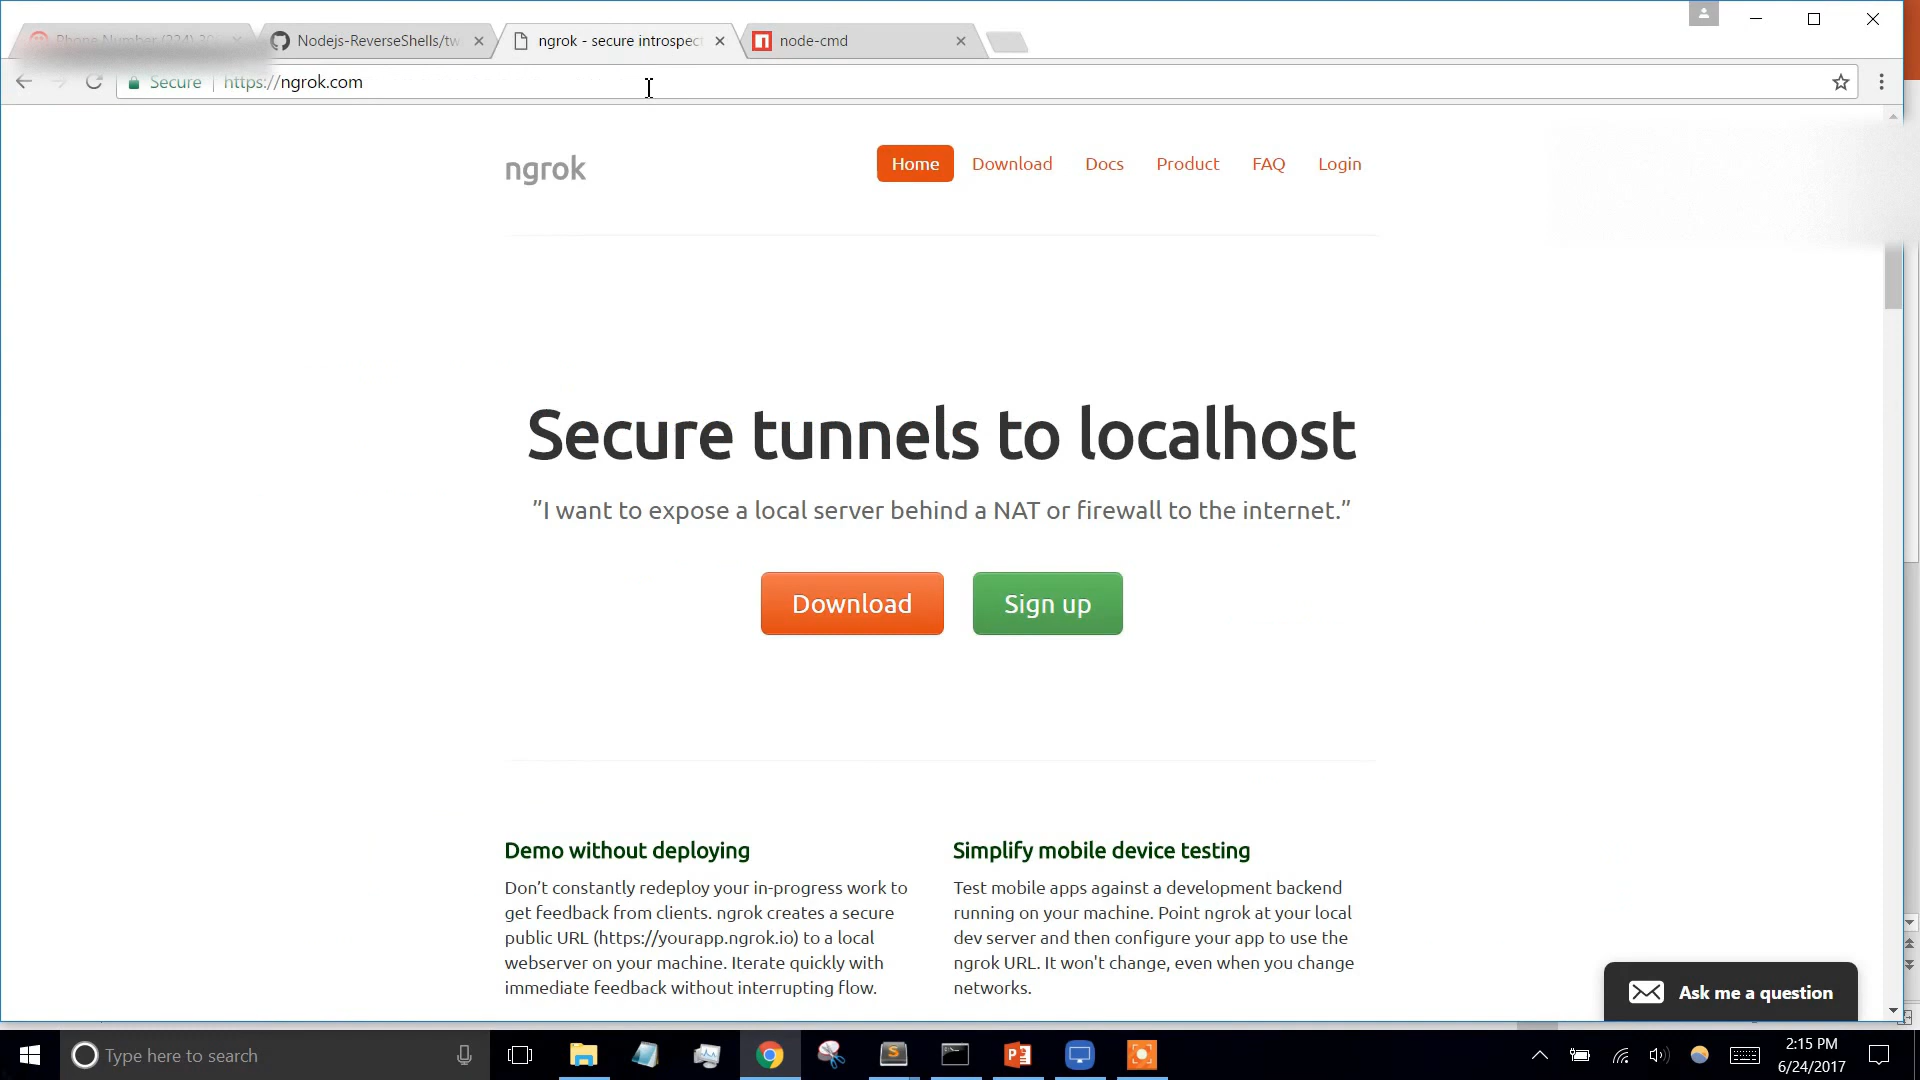 Phone Number (224) 30
Nodejs-ReverseShells/tw
ngrok - secure introspect
node-cmd
Secure
https://ngrok.com
ngrok
Home
Download
Docs
Product
FAQ
Login
Secure tunnels to localhost
"I want to expose a local server behind a NAT or firewall to the internet."
Download
Sign up
Demo without deploying
Don't constantly redeploy your in-progress work to
get feedback from clients. ngrok creates a secure
public URL (https://yourapp.ngrok.io) to a local
webserver on your machine. Iterate quickly with
immediate feedback without interrupting flow.
Simplify mobile device testing
Test mobile apps against a development backend
running on your machine. Point ngrok at your local
dev server and then configure your app to use the
ngrok URL. It won't change, even when you change
networks.
Ask me a question
Type here to search
2:15 PM
6/24/2017